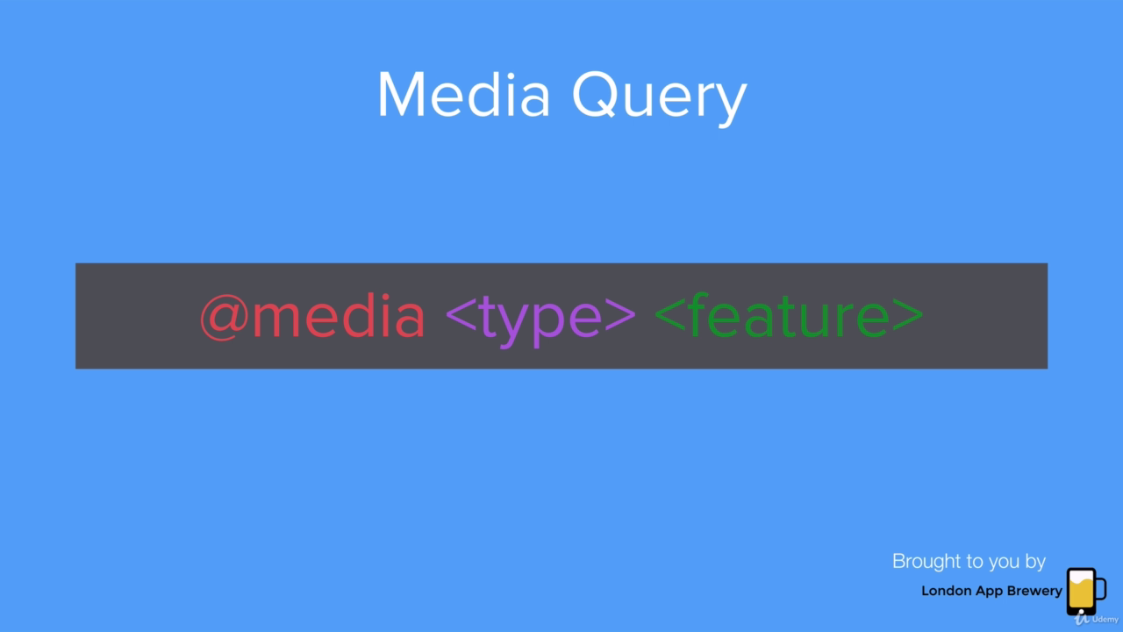 Media Query
@media <type> <feature>
Brought to you by
London App Brewery
Udemy